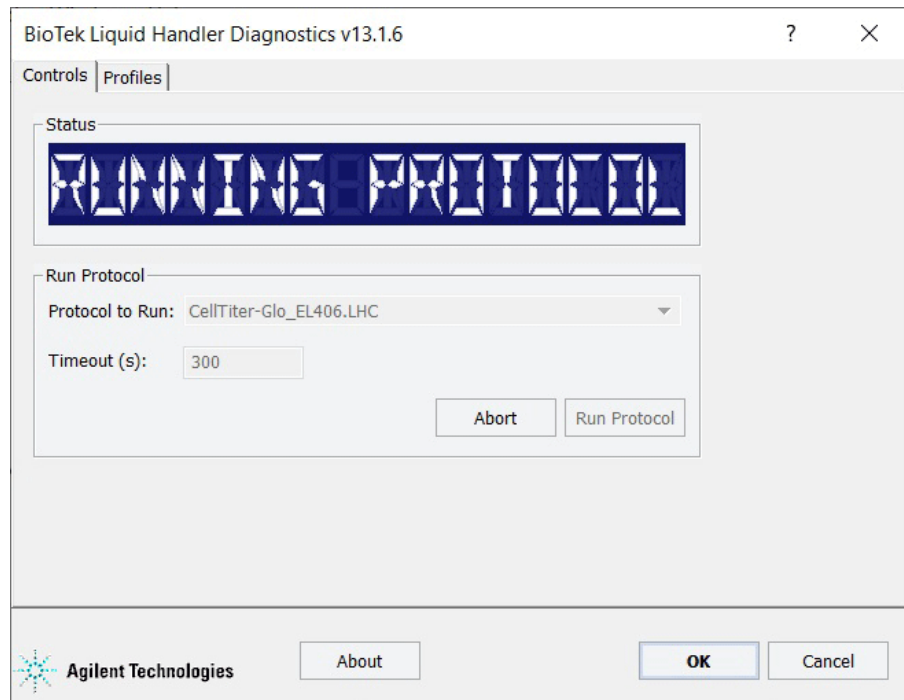 BioTek Liquid Handler Diagnostics v13.1.6 ?
Controls Profiles
Status
RUNNING PROTOCOL
Run Protocol
Protocol to Run: CellTiter-Glo_EL406.LHC
Timeout (s): 300
Abort Run Protocol
Agilent Technologies About OK Cancel